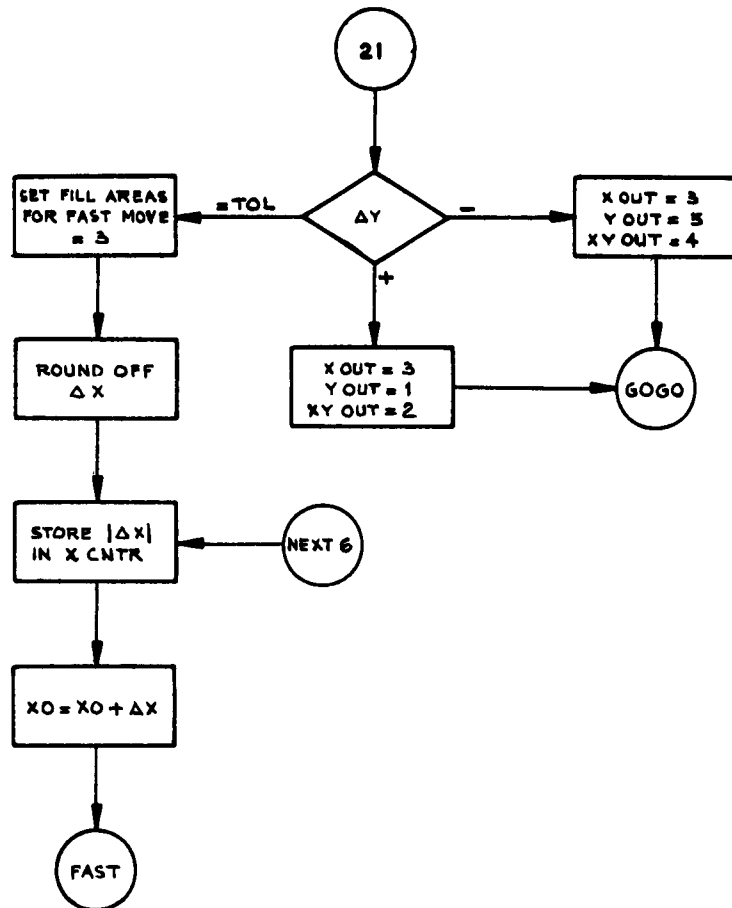 21
SET FILL AREAS
FOR FAST MOVE
= 3
=TOL
ΔY
-
X OUT = 3
Y OUT = 5
XY OUT = 4
+
ROUND OFF
ΔX
X OUT = 3
Y OUT = 1
XY OUT = 2
GOGO
STORE |ΔX|
IN X CNTR
NEXT 6
XO = XO + ΔX
FAST